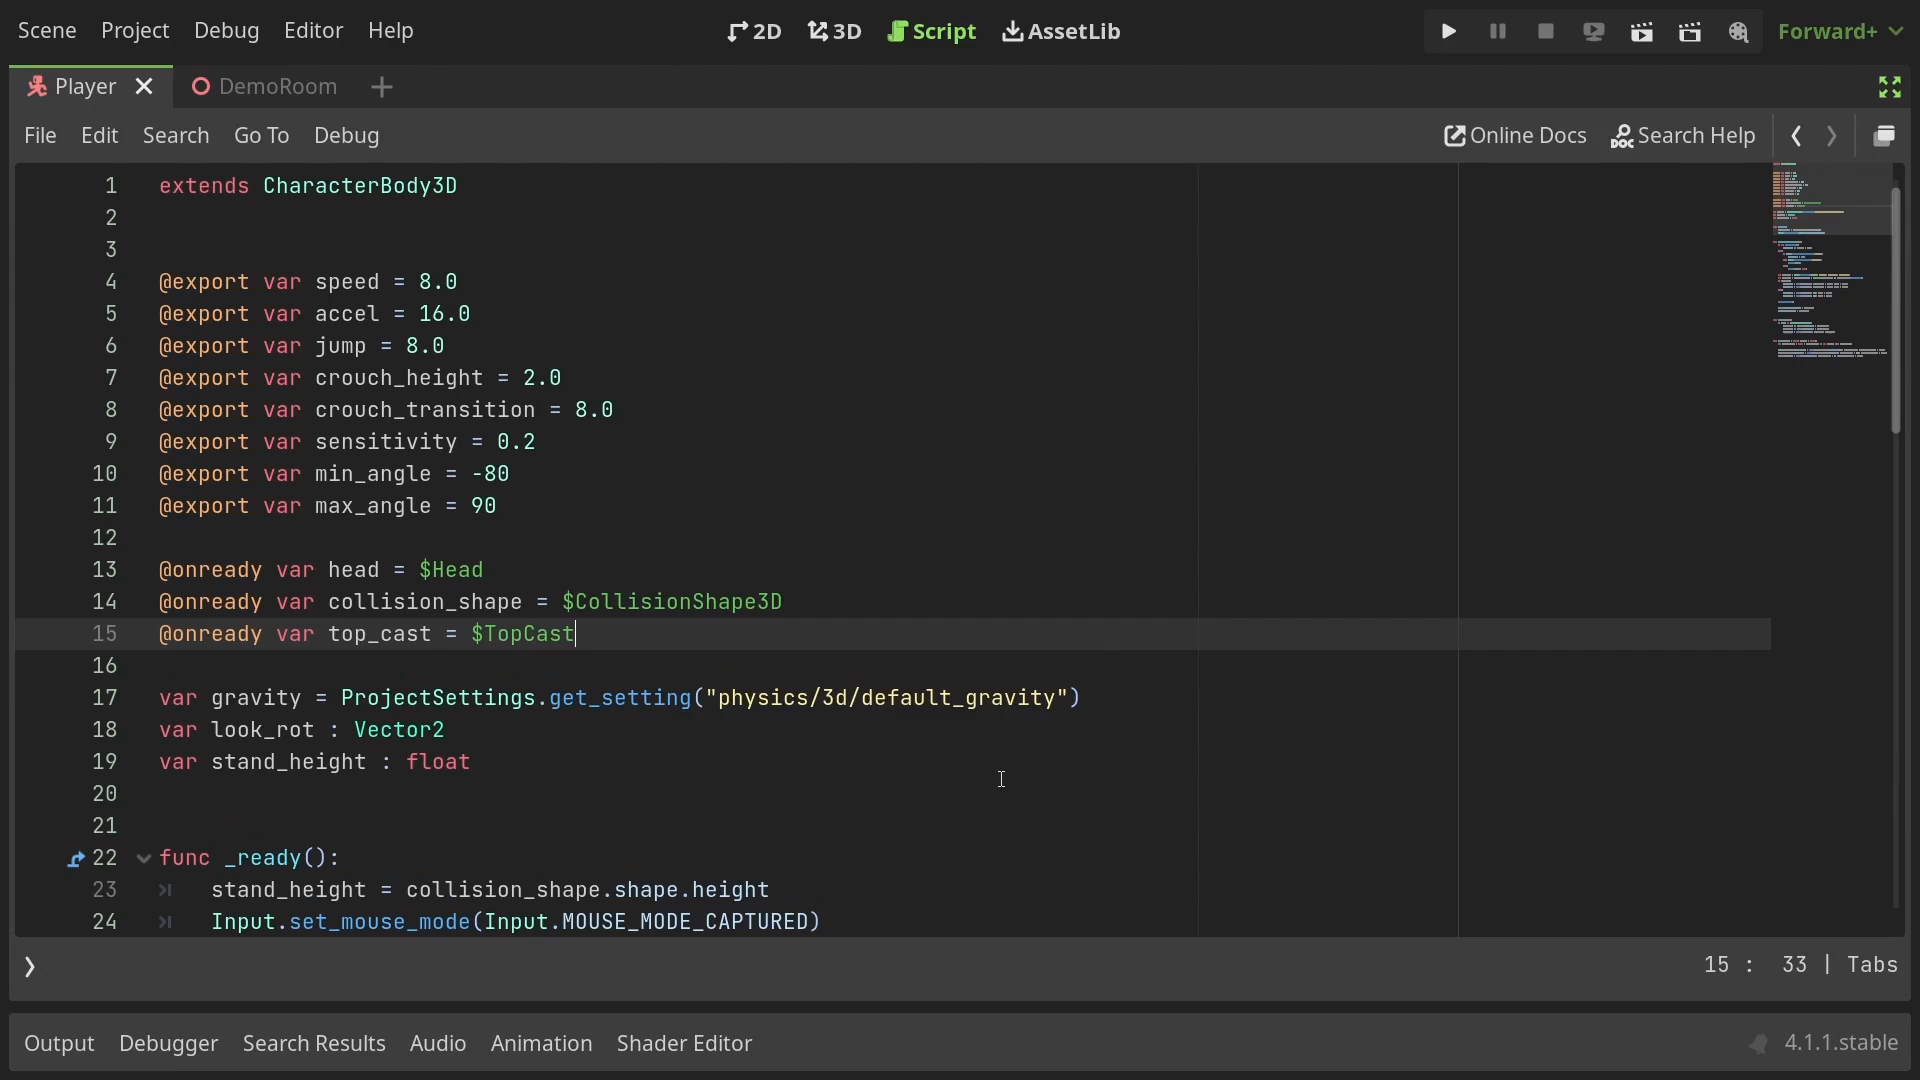 Scene Project Debug Editor Help 2D 3D Script AssetLib Forward+
Player DemoRoom
File Edit Search Go To Debug Online Docs Search Help
1 extends CharacterBody3D
2
3
4 @export var speed = 8.0
5 @export var accel = 16.0
6 @export var jump = 8.0
7 @export var crouch_height = 2.0
8 @export var crouch_transition = 8.0
9 @export var sensitivity = 0.2
10 @export var min_angle = -80
11 @export var max_angle = 90
12
13 @onready var head = $Head
14 @onready var collision_shape = $CollisionShape3D
15 @onready var top_cast = $TopCast
16
17 var gravity = ProjectSettings.get_setting("physics/3d/default_gravity")
18 var look_rot : Vector2
19 var stand_height : float
20
21
22 func _ready():
23 stand_height = collision_shape.shape.height
24 Input.set_mouse_mode(Input.MOUSE_MODE_CAPTURED)
15 : 33 | Tabs
Output Debugger Search Results Audio Animation Shader Editor 4.1.1.stable